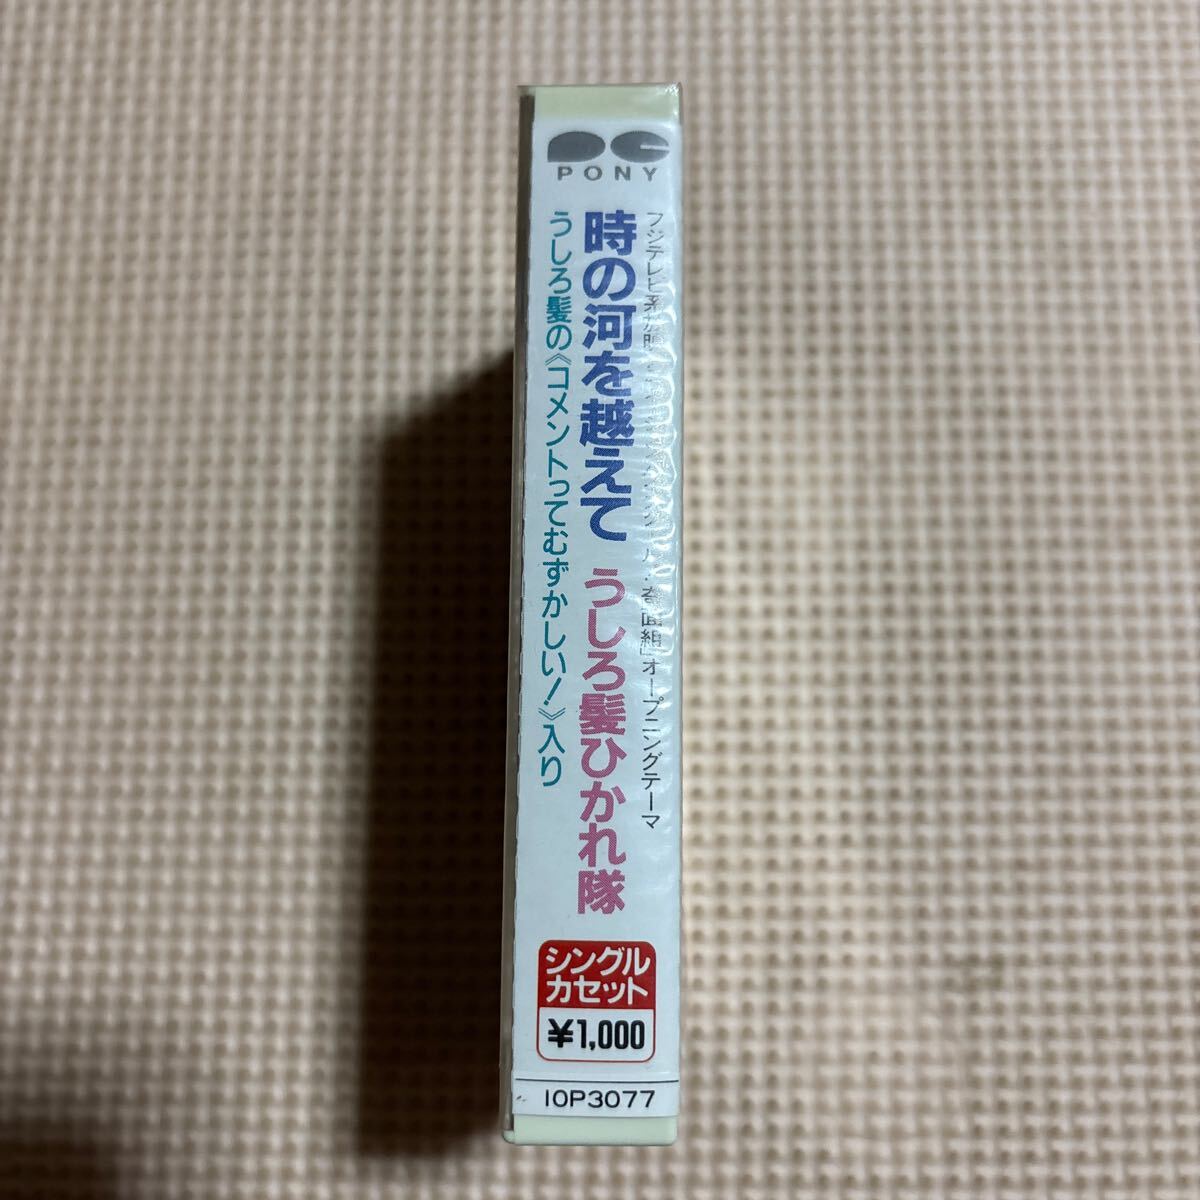 PONY
フジテレビ系
奇面組」オープニングテーマ
時の河を越えて うしろ髪ひかれ隊
うしろ髪の《コメントってむずかしい!》入り
シングル
カセット
¥1,000
10P3077